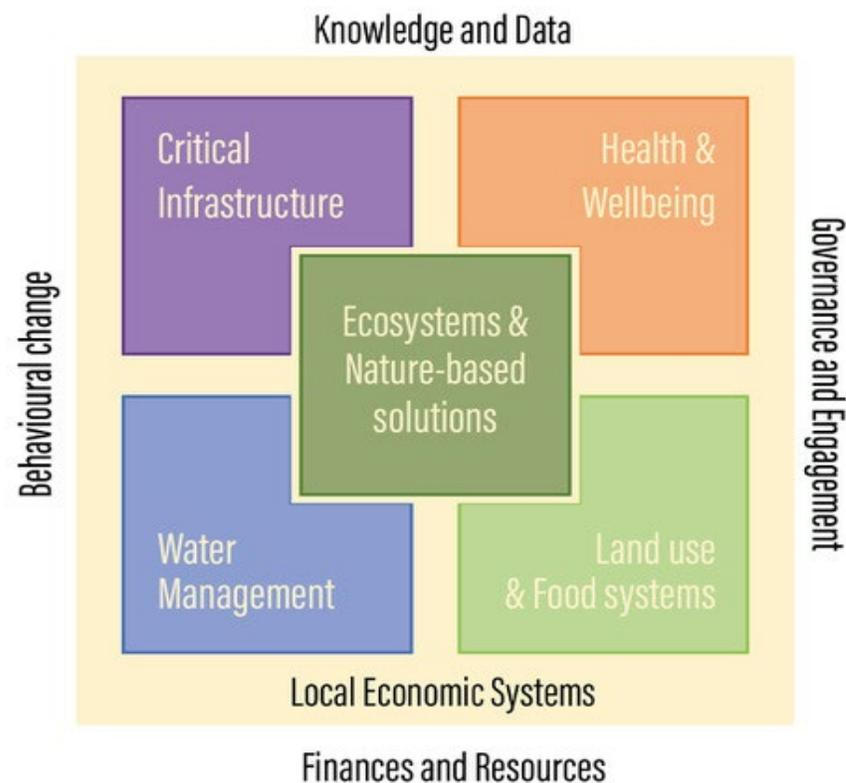 Knowledge and Data
Critical
Infrastructure
Health &
Wellbeing
Behavioural change
Ecosystems &
Nature-based
solutions
Governance and Engagement
Water
Management
Land use
& Food systems
Local Economic Systems
Finances and Resources